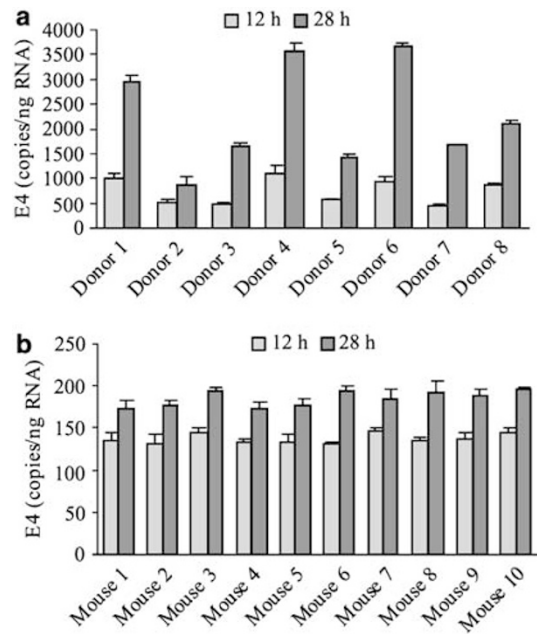 a
12 h 28 h
E4 (copies/ng RNA)
4000
3500
3000
2500
2000
1500
1000
500
0
Donor 1 Donor 2 Donor 3 Donor 4 Donor 5 Donor 6 Donor 7 Donor 8
b
12 h 28 h
E4 (copies/ng RNA)
250
200
150
100
50
0
Mouse 1 Mouse 2 Mouse 3 Mouse 4 Mouse 5 Mouse 6 Mouse 7 Mouse 8 Mouse 9 Mouse 10